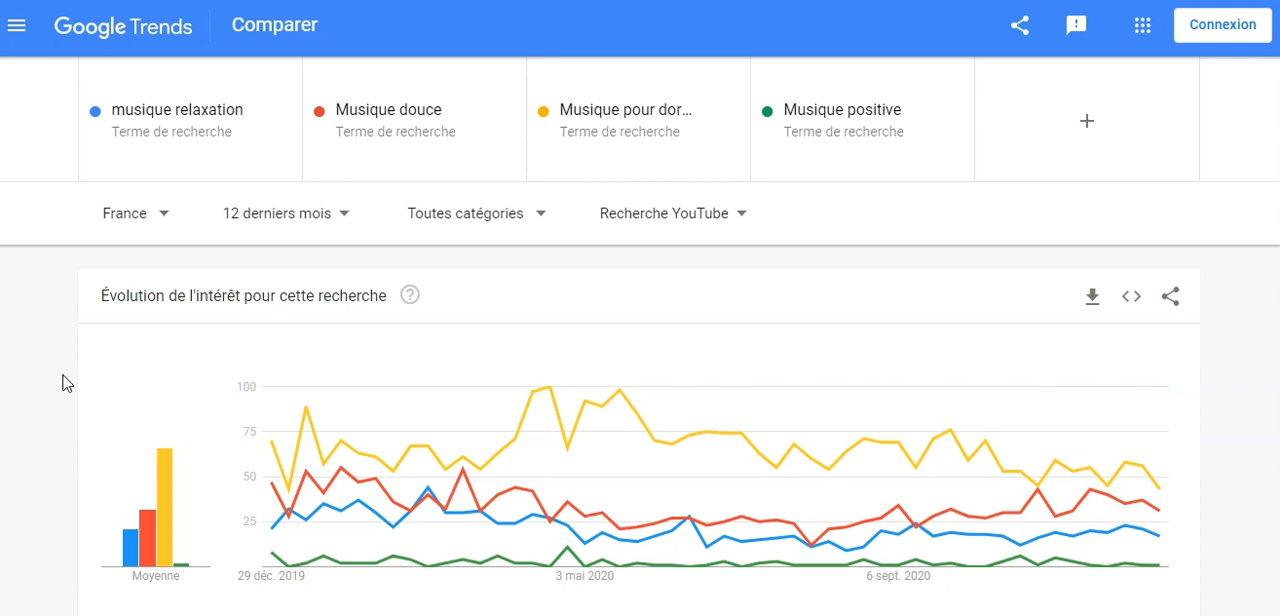 Google Trends Comparer Connexion
musique relaxation Musique douce Musique pour dor... Musique positive
Terme de recherche Terme de recherche Terme de recherche Terme de recherche
France 12 derniers mois Toutes catégories Recherche YouTube
Évolution de l'intérêt pour cette recherche
100
75
50
25
Moyenne 29 déc. 2019 3 mai 2020 6 sept. 2020